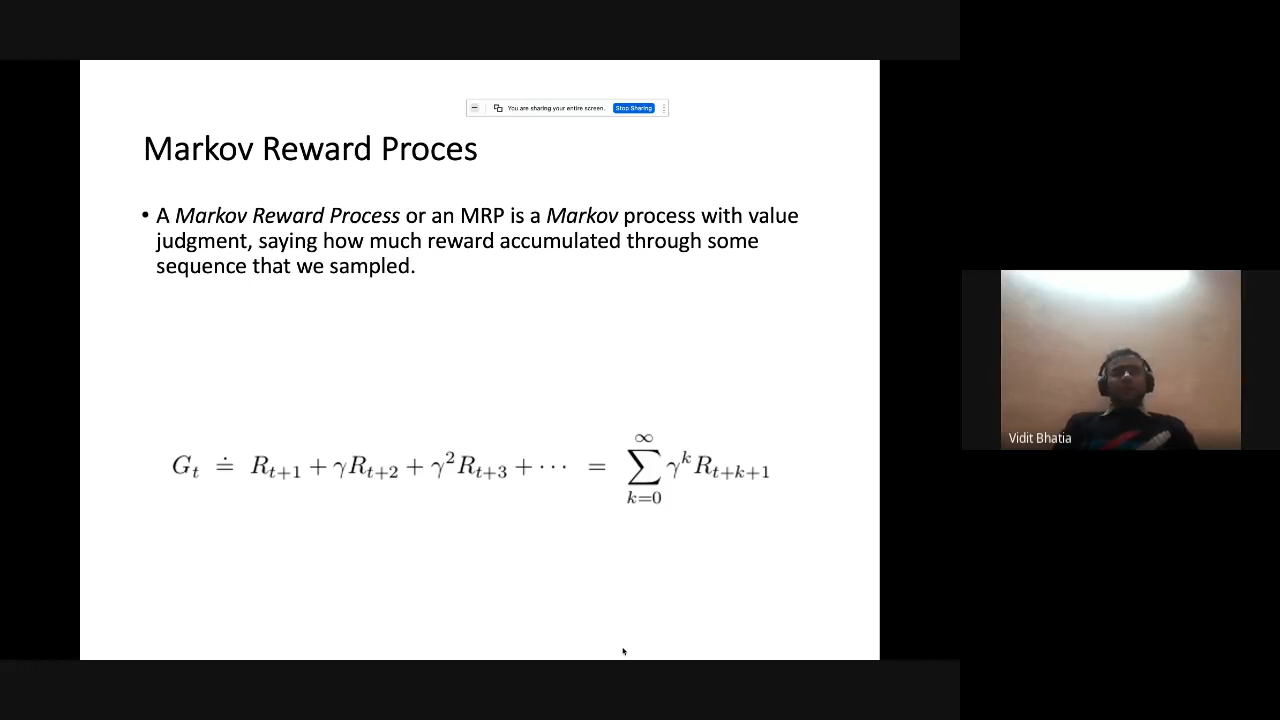 You are sharing your entire screen. Stop Sharing
Markov Reward Proces
• A Markov Reward Process or an MRP is a Markov process with value
judgment, saying how much reward accumulated through some
sequence that we sampled.
G_t ≐ R_{t+1} + γR_{t+2} + γ^2 R_{t+3} + ⋯ = ∑_{k=0}^{∞} γ^k R_{t+k+1}
Vidit Bhatia